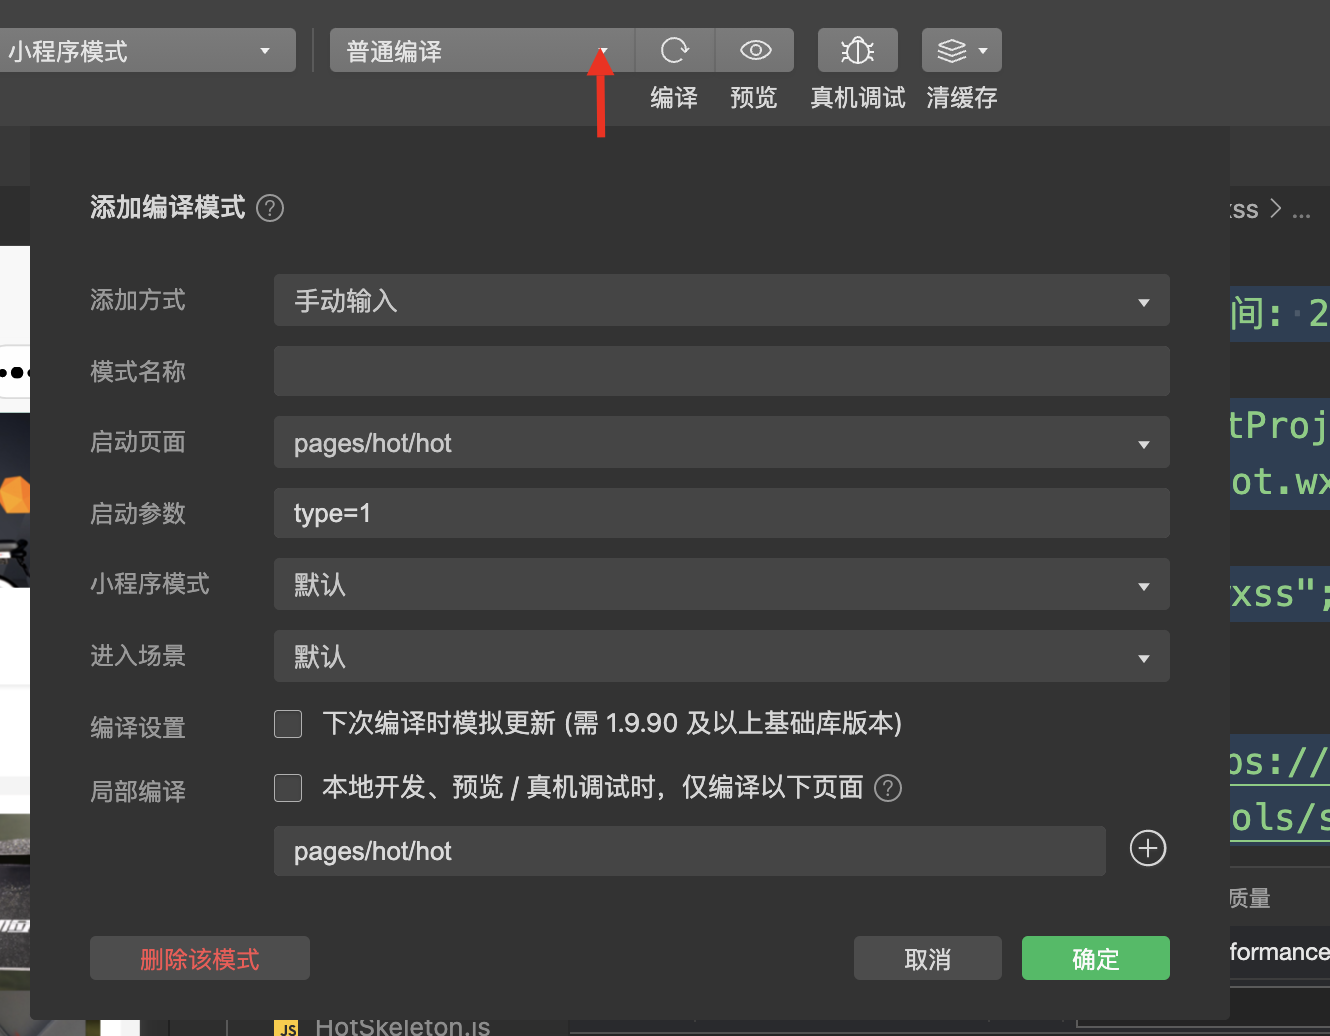 小程序模式
普通编译
编译
预览
真机调试
清缓存
添加编译模式 ?
添加方式
手动输入
模式名称
启动页面
pages/hot/hot
启动参数
type=1
小程序模式
默认
进入场景
默认
编译设置
下次编译时模拟更新 (需 1.9.90 及以上基础库版本)
局部编译
本地开发、预览 / 真机调试时，仅编译以下页面 ?
pages/hot/hot
删除该模式
取消
确定
ss > ...
间: 2
tProj
ot.wx
xss";
ps://
ols/s
质量
formance
JS HotSkeleton.js